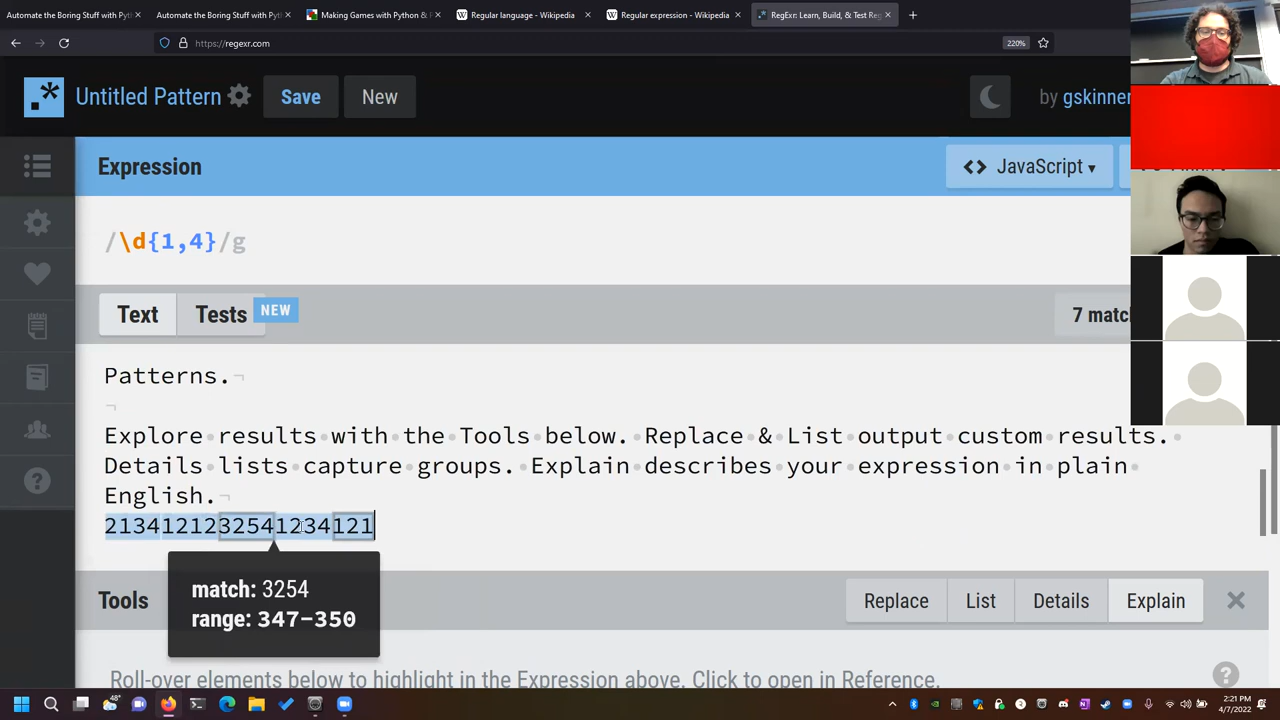 Automate the Boring Stuff with Pyt
Automate the Boring Stuff with Pyt
Making Games with Python & P
Regular language - Wikipedia
Regular expression - Wikipedia
RegExr: Learn, Build, & Test Reg
https://regexr.com
220%
Untitled Pattern
Save
New
by gskinner
Expression
<> JavaScript
/\d{1,4}/g
Text
Tests
NEW
7 match
Patterns.
Explore results with the Tools below. Replace & List output custom results.
Details lists capture groups. Explain describes your expression in plain
English.
2134121232541234121
match: 3254
range: 347-350
Tools
Replace
List
Details
Explain
Roll-over elements below to highlight in the Expression above. Click to open in Reference.
48°
2:21 PM
4/7/2022